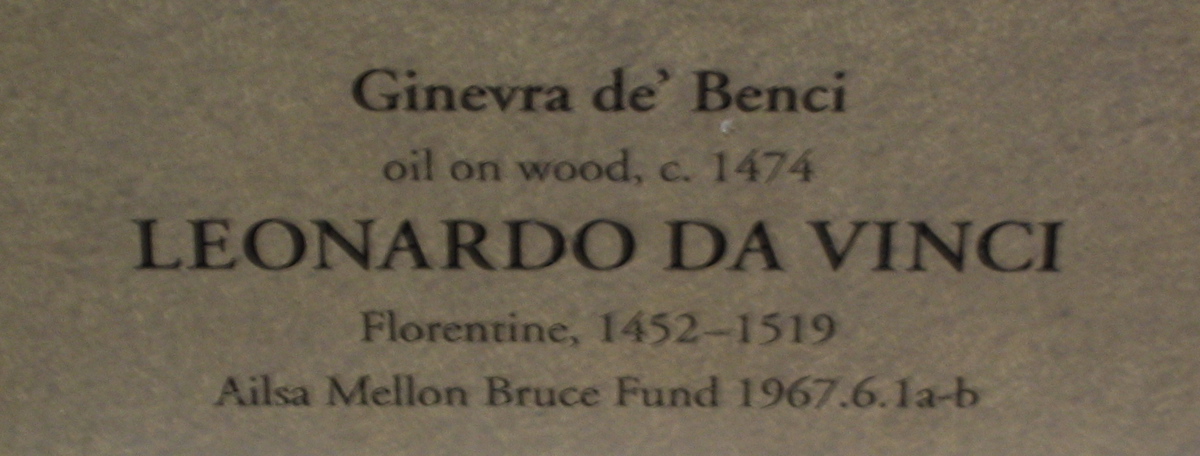 Ginevra de’ Benci
oil on wood, c. 1474
LEONARDO DA VINCI
Florentine, 1452–1519
Ailsa Mellon Bruce Fund 1967.6.1a-b